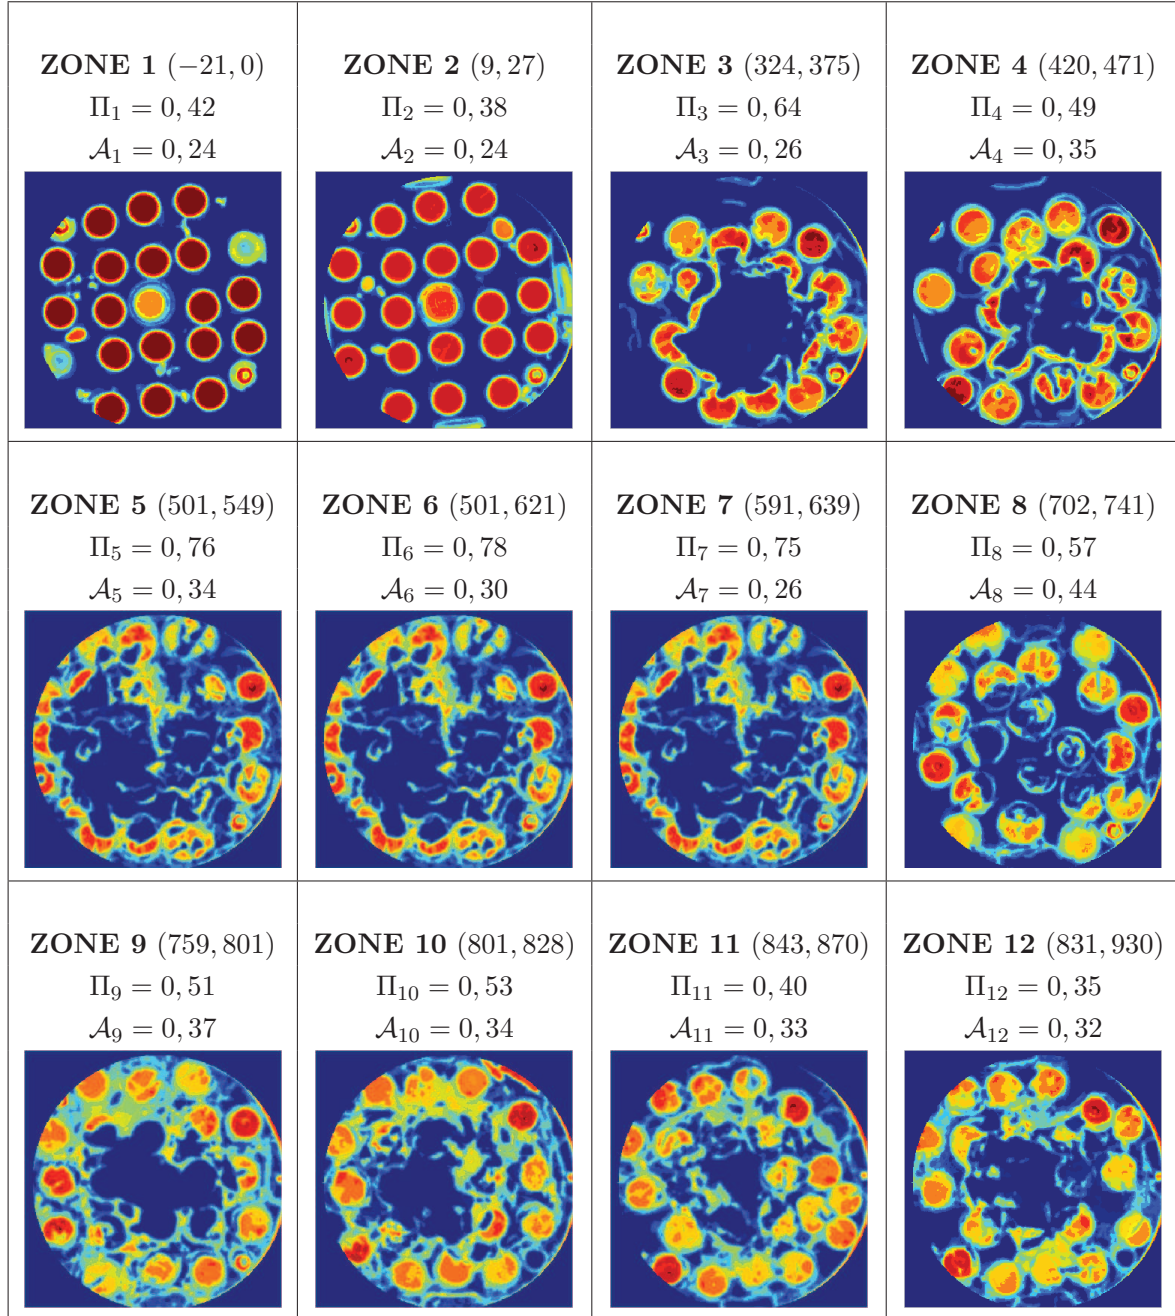 ZONE 1 (−21, 0)
Π₁ = 0, 42
𝒜₁ = 0, 24
ZONE 2 (9, 27)
Π₂ = 0, 38
𝒜₂ = 0, 24
ZONE 3 (324, 375)
Π₃ = 0, 64
𝒜₃ = 0, 26
ZONE 4 (420, 471)
Π₄ = 0, 49
𝒜₄ = 0, 35
ZONE 5 (501, 549)
Π₅ = 0, 76
𝒜₅ = 0, 34
ZONE 6 (501, 621)
Π₆ = 0, 78
𝒜₆ = 0, 30
ZONE 7 (591, 639)
Π₇ = 0, 75
𝒜₇ = 0, 26
ZONE 8 (702, 741)
Π₈ = 0, 57
𝒜₈ = 0, 44
ZONE 9 (759, 801)
Π₉ = 0, 51
𝒜₉ = 0, 37
ZONE 10 (801, 828)
Π₁₀ = 0, 53
𝒜₁₀ = 0, 34
ZONE 11 (843, 870)
Π₁₁ = 0, 40
𝒜₁₁ = 0, 33
ZONE 12 (831, 930)
Π₁₂ = 0, 35
𝒜₁₂ = 0, 32